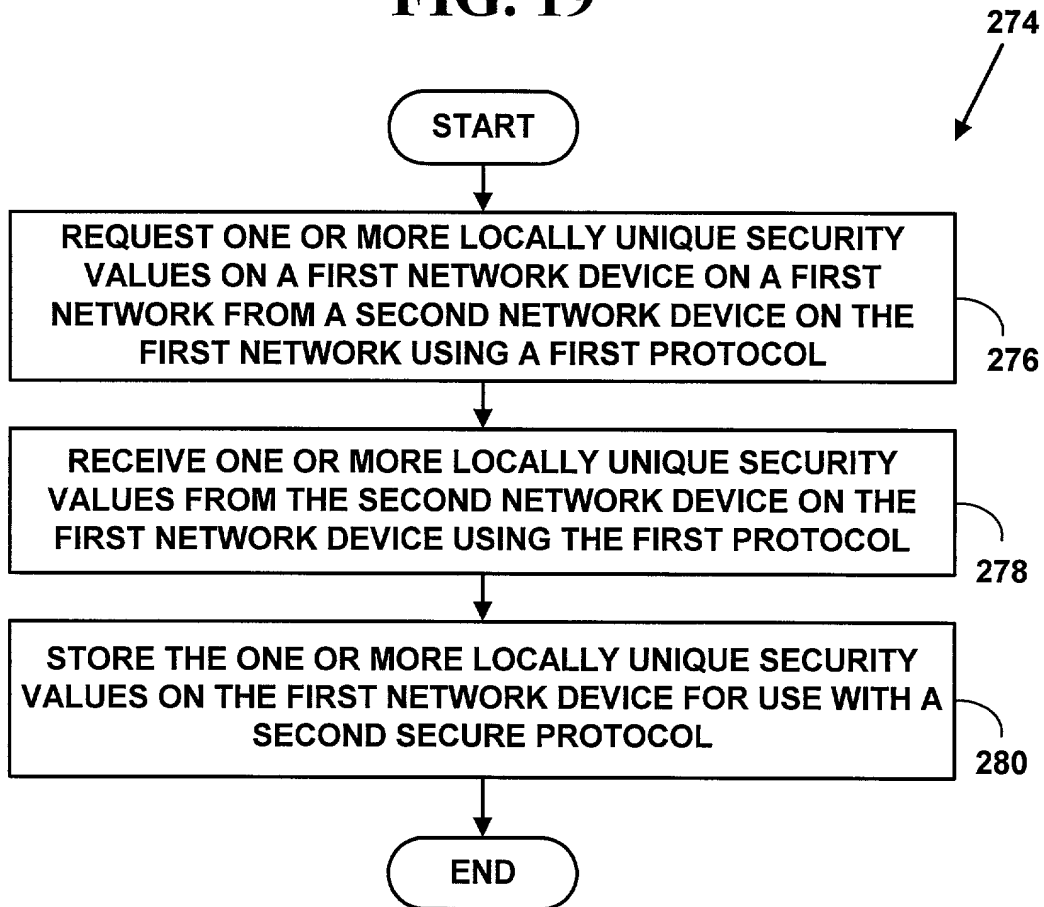 FIG. 19
274
START
REQUEST ONE OR MORE LOCALLY UNIQUE SECURITY
VALUES ON A FIRST NETWORK DEVICE ON A FIRST
NETWORK FROM A SECOND NETWORK DEVICE ON THE
FIRST NETWORK USING A FIRST PROTOCOL
276
RECEIVE ONE OR MORE LOCALLY UNIQUE SECURITY
VALUES FROM THE SECOND NETWORK DEVICE ON THE
FIRST NETWORK DEVICE USING THE FIRST PROTOCOL
278
STORE THE ONE OR MORE LOCALLY UNIQUE SECURITY
VALUES ON THE FIRST NETWORK DEVICE FOR USE WITH A
SECOND SECURE PROTOCOL
280
END